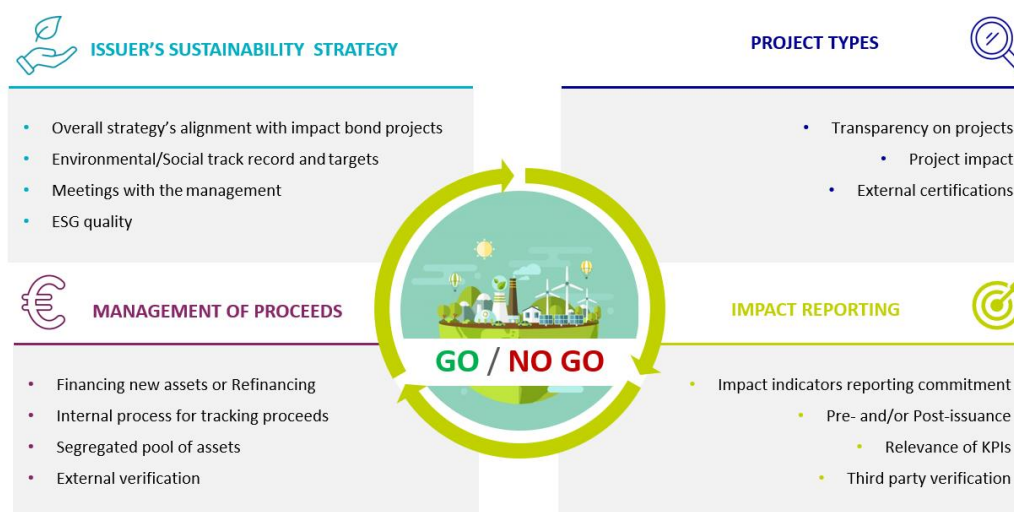 ISSUER'S SUSTAINABILITY STRATEGY
• Overall strategy's alignment with impact bond projects
• Environmental/Social track record and targets
• Meetings with the management
• ESG quality
PROJECT TYPES
• Transparency on projects
• Project impact
• External certifications
€
MANAGEMENT OF PROCEEDS
• Financing new assets or Refinancing
• Internal process for tracking proceeds
• Segregated pool of assets
• External verification
GO / NO GO
IMPACT REPORTING
• Impact indicators reporting commitment
• Pre- and/or Post-issuance
• Relevance of KPIs
• Third party verification